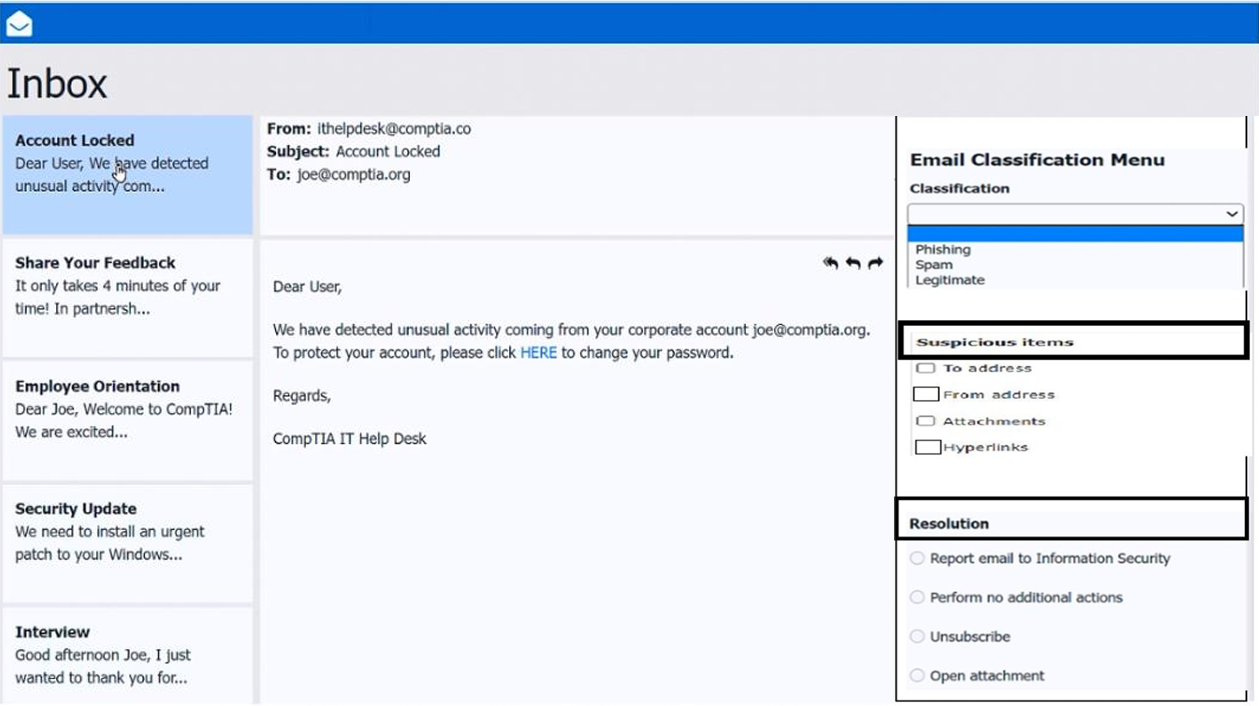 Inbox
Account Locked
Dear User, We have detected
unusual activity com...
Share Your Feedback
It only takes 4 minutes of your
time! In partnersh...
Employee Orientation
Dear Joe, Welcome to CompTIA!
We are excited...
Security Update
We need to install an urgent
patch to your Windows...
Interview
Good afternoon Joe, I just
wanted to thank you for...
From: ithelpdesk@comptia.co
Subject: Account Locked
To: joe@comptia.org
Dear User,
We have detected unusual activity coming from your corporate account joe@comptia.org.
To protect your account, please click HERE to change your password.
Regards,
CompTIA IT Help Desk
Email Classification Menu
Classification
Phishing
Spam
Legitimate
Suspicious items
To address
From address
Attachments
Hyperlinks
Resolution
Report email to Information Security
Perform no additional actions
Unsubscribe
Open attachment